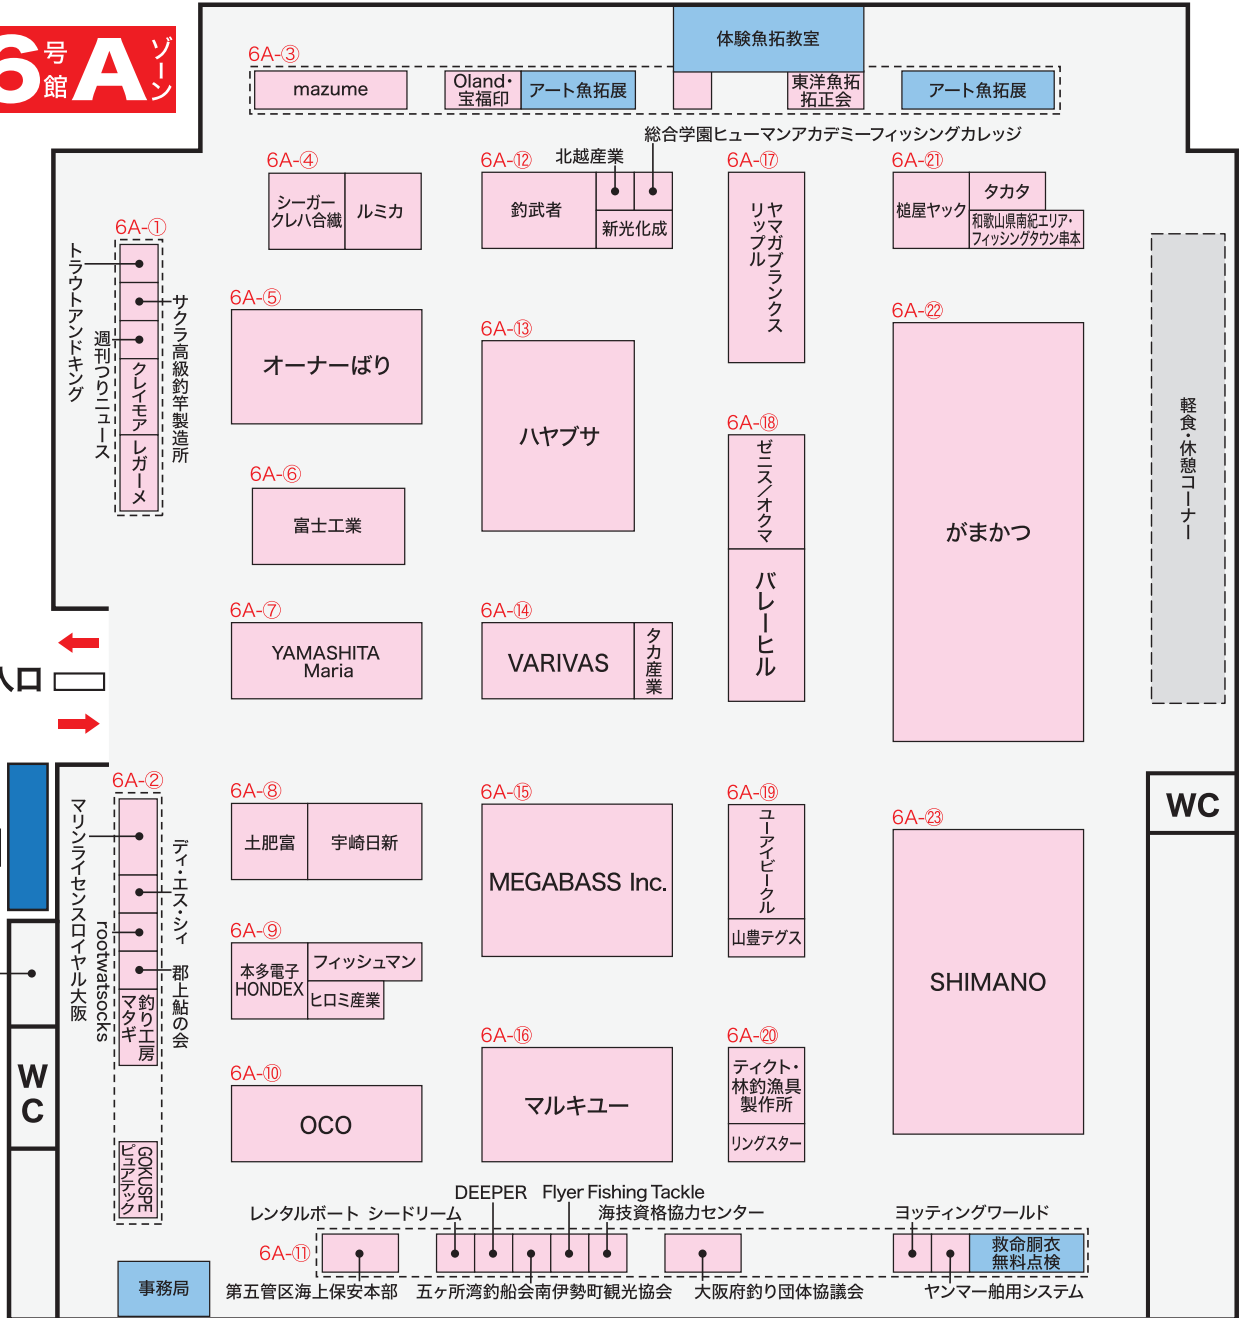 6号館Aゾーン
体験魚拓教室
6A-③
mazume
Oland・
宝福印
アート魚拓展
東洋魚拓
拓正会
アート魚拓展
総合学園ヒューマンアカデミーフィッシングカレッジ
北越産業
6A-④
シーガー
クレハ合繊
ルミカ
6A-⑫
釣武者
新光化成
6A-⑰
ヤマガブランクス
リップル
6A-㉑
槌屋ヤック
タカタ
和歌山県南紀エリア・
フィッシングタウン串本
6A-①
トラウトアンドキング
サクラ高級釣竿製造所
週刊つりニュース
クレイモア
レガーメ
6A-⑤
オーナーばり
6A-⑬
ハヤブサ
6A-㉒
がまかつ
軽食・休憩コーナー
6A-⑱
ゼニス/オクマ
バレーヒル
6A-⑥
富士工業
6A-⑦
YAMASHITA
Maria
6A-⑭
VARIVAS
タカ産業
入口
6A-②
マリンライセンスロイヤル大阪
ディ・エス・シィ
rootwatsocks
郡上鮎の会
釣り工房
マタギ
GOKUSPE
ピュアテック
6A-⑧
土肥富
宇崎日新
6A-⑮
MEGABASS Inc.
6A-⑲
ユーアイビークル
山豊テグス
6A-㉓
SHIMANO
WC
6A-⑨
本多電子
HONDEX
フィッシュマン
ヒロミ産業
6A-⑩
OCO
6A-⑯
マルキユー
6A-⑳
ティクト・
林釣漁具
製作所
リングスター
WC
DEEPER
Flyer Fishing Tackle
レンタルボート シードリーム
海技資格協力センター
ヨッティングワールド
6A-⑪
救命胴衣
無料点検
事務局
第五管区海上保安本部
五ヶ所湾釣船会南伊勢町観光協会
大阪府釣り団体協議会
ヤンマー舶用システム